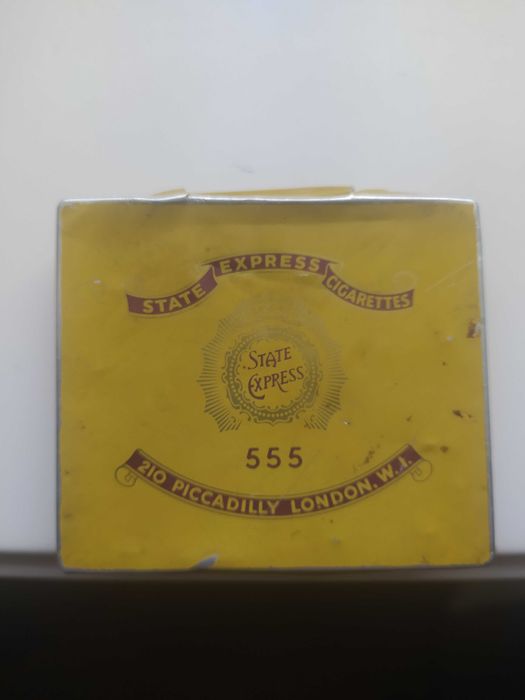 STATE EXPRESS CIGARETTES
STATE
EXPRESS
555
210 PICCADILLY LONDON. W.1.